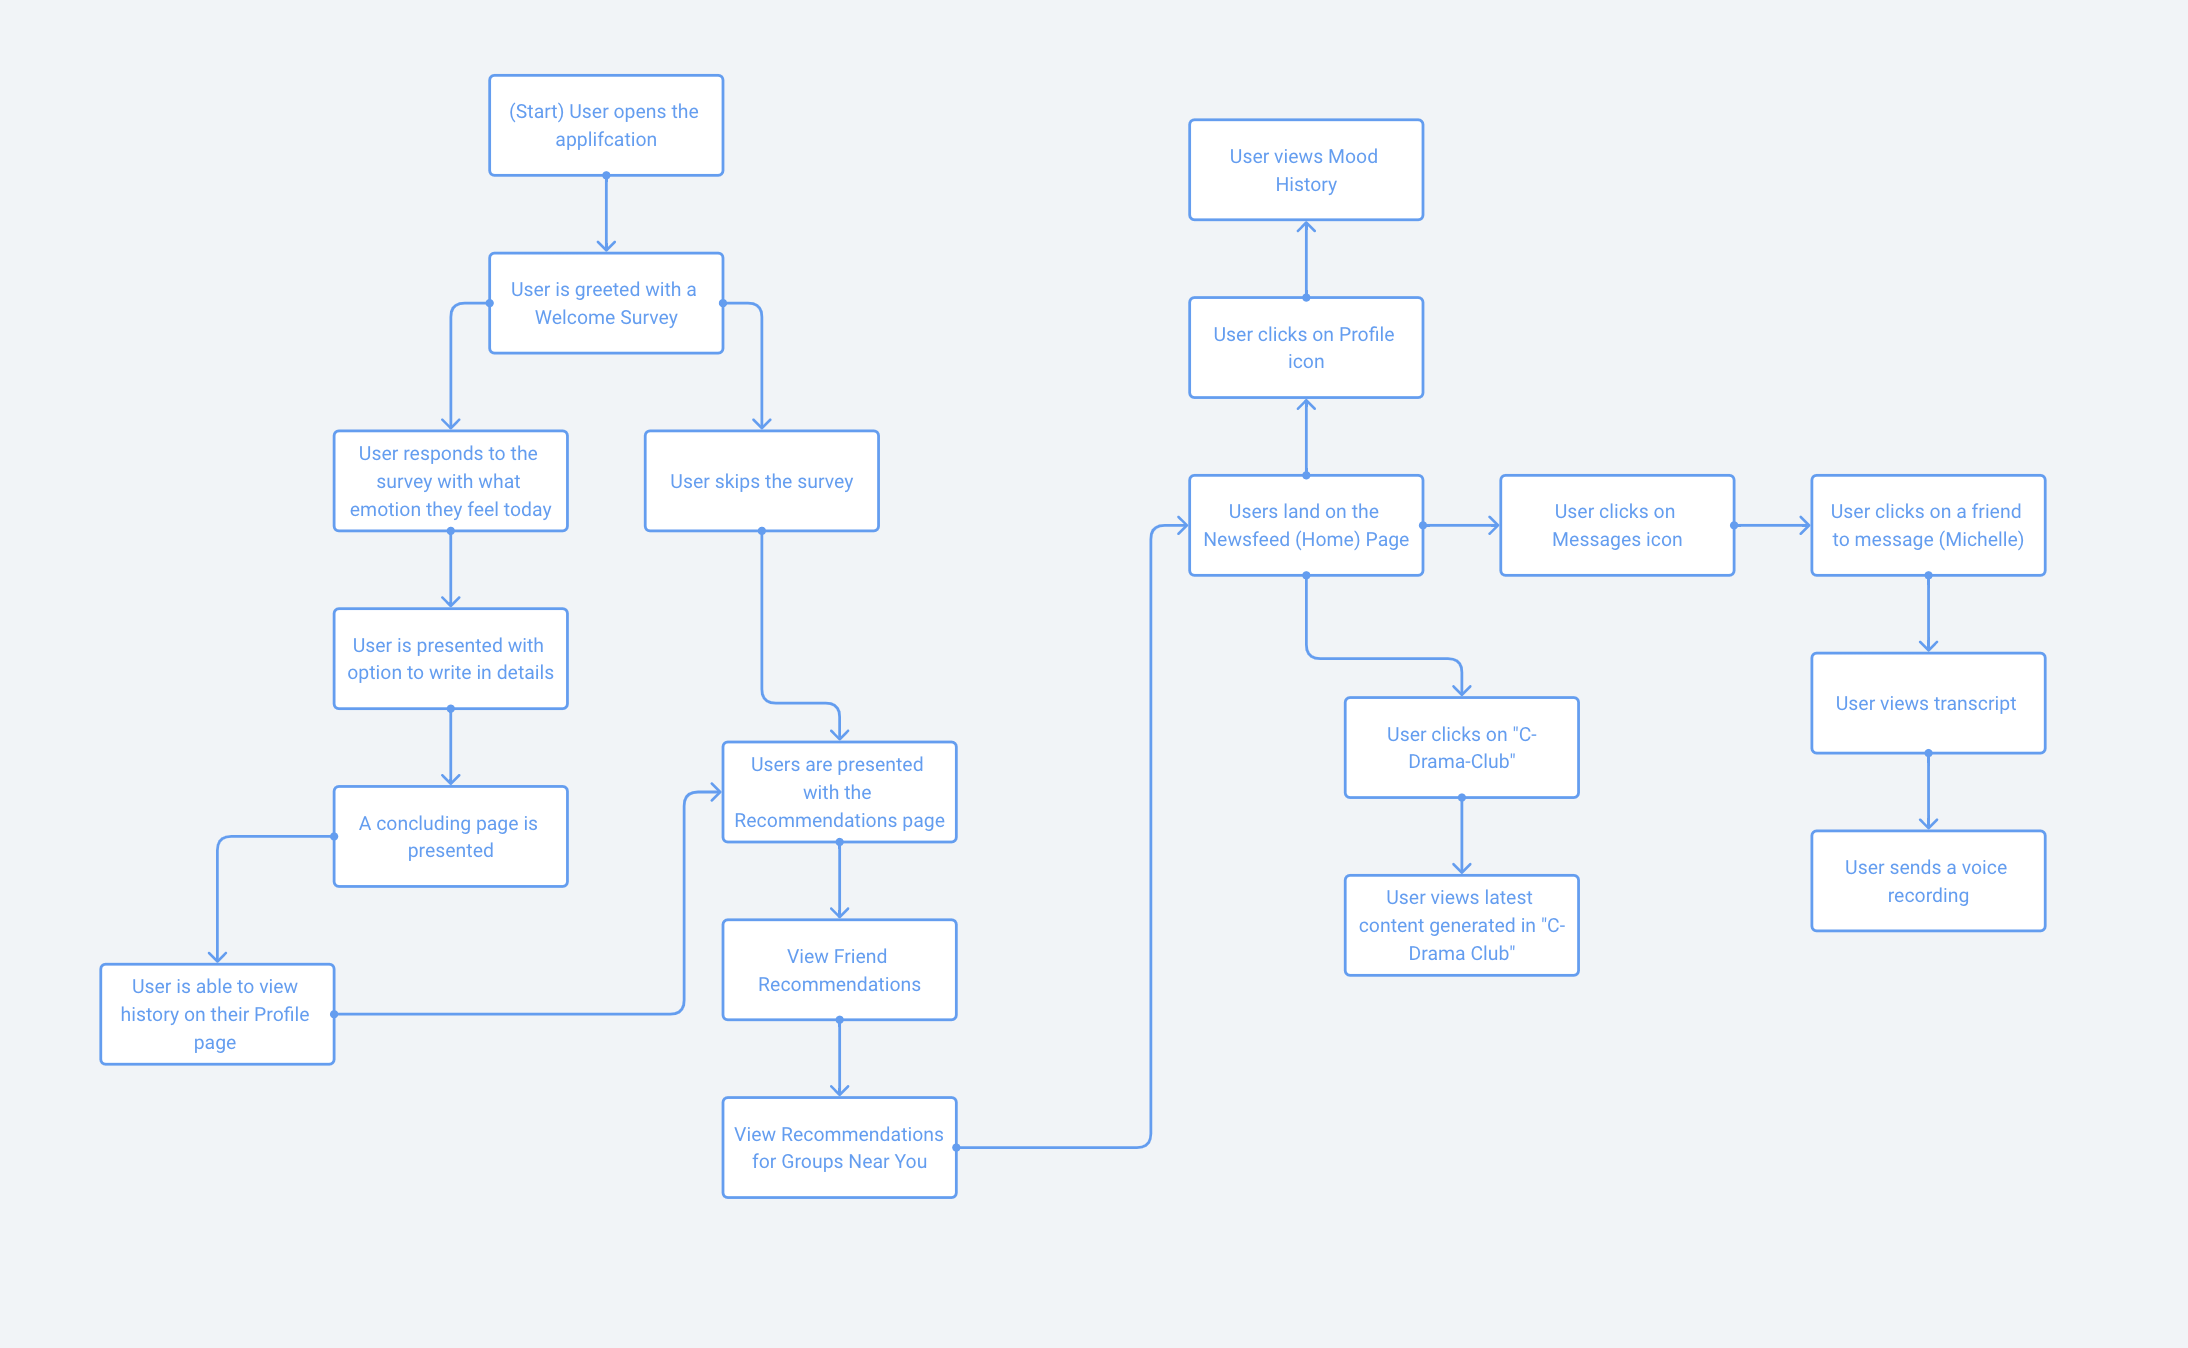 (Start) User opens the
applifcation
User is greeted with a
Welcome Survey
User responds to the
survey with what
emotion they feel today
User skips the survey
User is presented with
option to write in details
A concluding page is
presented
User is able to view
history on their Profile
page
Users are presented
with the
Recommendations page
View Friend
Recommendations
View Recommendations
for Groups Near You
User views Mood
History
User clicks on Profile
icon
Users land on the
Newsfeed (Home) Page
User clicks on
Messages icon
User clicks on a friend
to message (Michelle)
User clicks on "C-
Drama-Club"
User views latest
content generated in "C-
Drama Club"
User views transcript
User sends a voice
recording